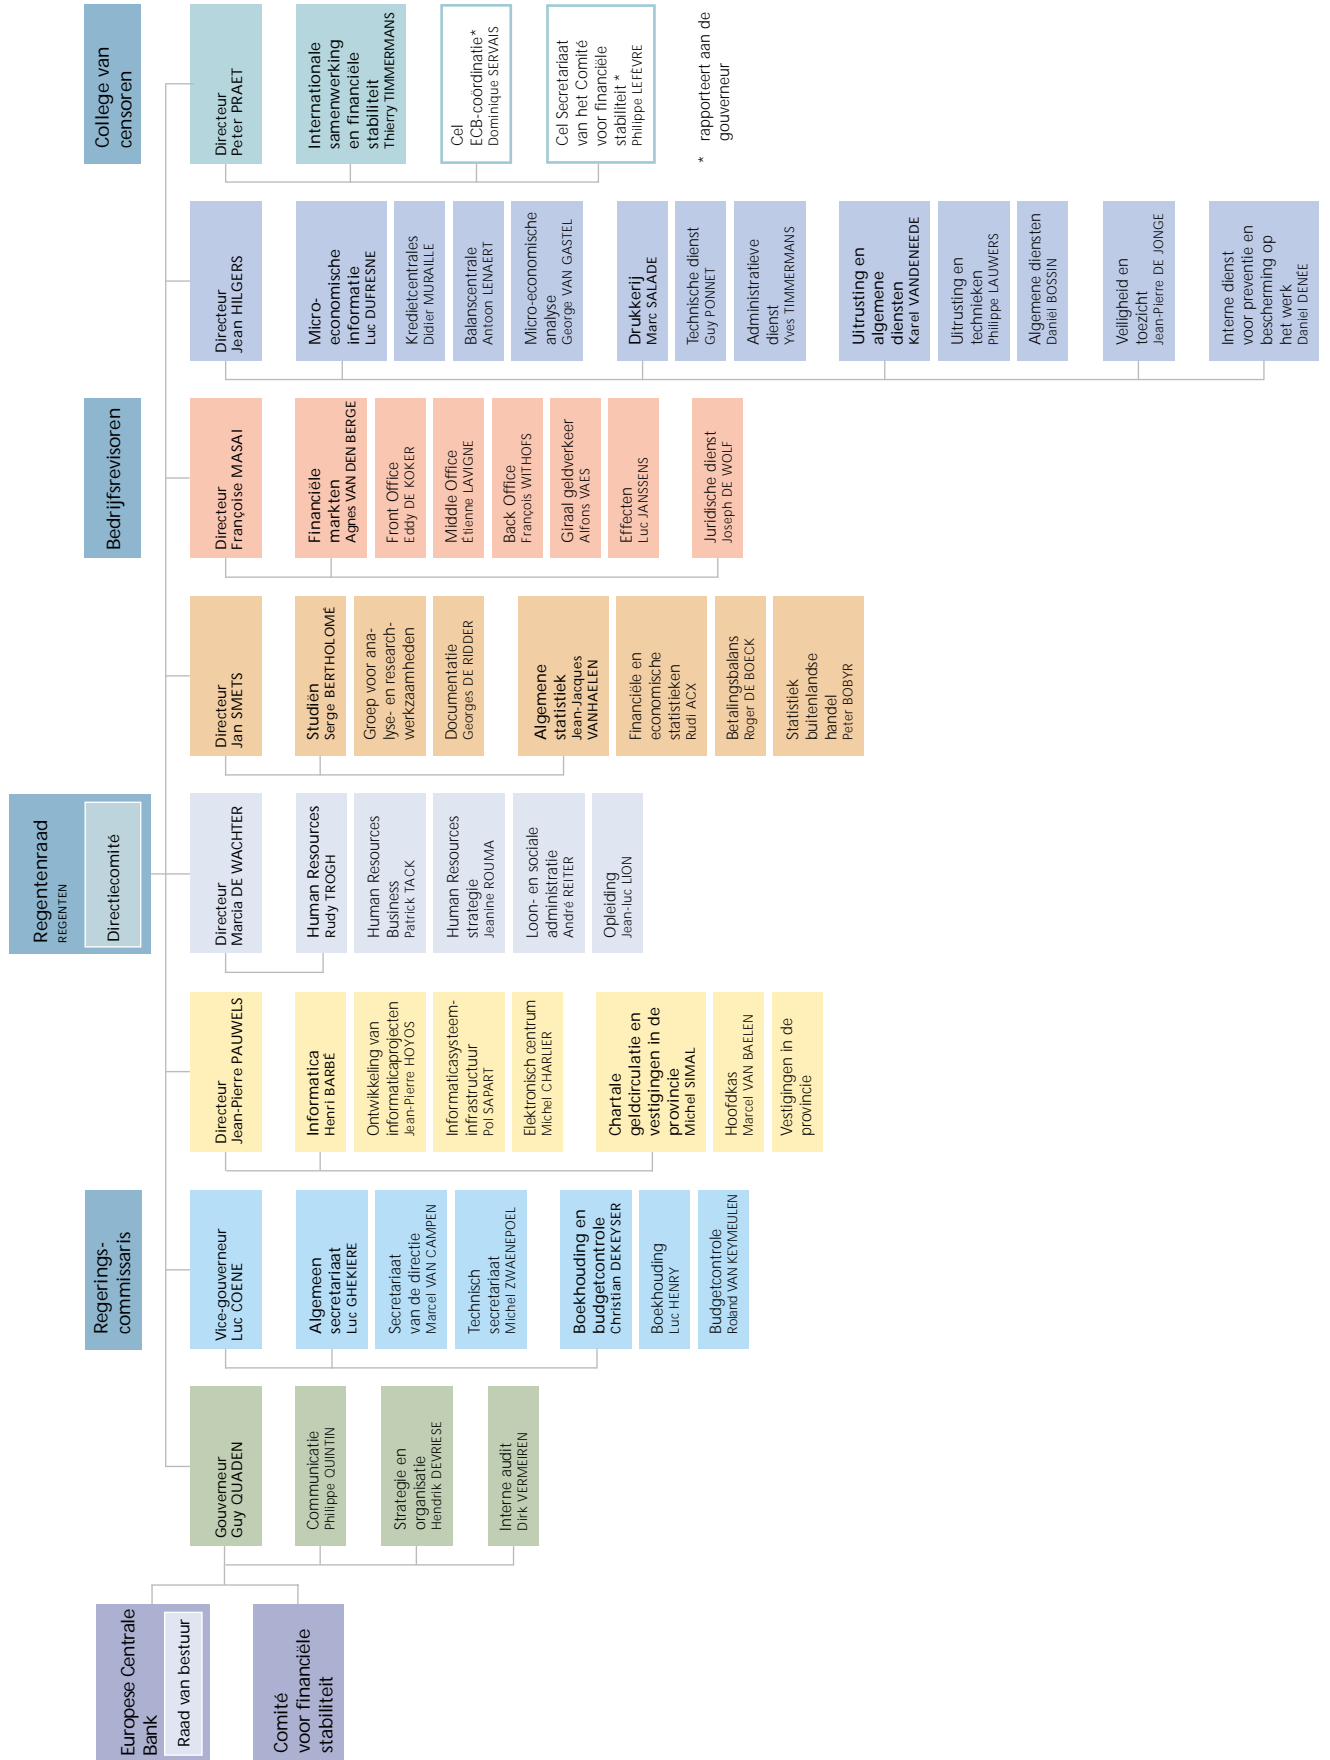 Regentenraad
REGENTEN
Directiecomité
Regerings-
commissaris
Bedrijfsrevisoren
College van
censoren
Europese Centrale
Bank
Raad van bestuur
Comité
voor financiële
stabiliteit
Gouverneur
Guy QUADEN
Communicatie
Philippe QUINTIN
Strategie en
organisatie
Hendrik DEVRIESE
Interne audit
Dirk VERMEIREN
Vice-gouverneur
Luc COENE
Algemeen
secretariaat
Luc GHEKIERE
Secretariaat
van de directie
Marcel VAN CAMPEN
Technisch
secretariaat
Michel ZWAENEPOEL
Boekhouding en
budgetcontrole
Christian DEKEYSER
Boekhouding
Luc HENRY
Budgetcontrole
Roland VAN KEYMEULEN
Directeur
Jean-Pierre PAUWELS
Informatica
Henri BARBÉ
Ontwikkeling van
informaticaprojecten
Jean-Pierre HOYOS
Informaticasysteem-
infrastructuur
Pol SAPART
Elektronisch centrum
Michel CHARLIER
Chartale
geldcirculatie en
vestigingen in de
provincie
Michel SIMAL
Hoofdkas
Marcel VAN BAELEN
Vestigingen in de
provincie
Directeur
Marcia DE WACHTER
Human Resources
Rudy TROGH
Human Resources
Business
Patrick TACK
Human Resources
strategie
Jeanine ROUMA
Loon- en sociale
administratie
André REITER
Opleiding
Jean-luc LION
Directeur
Jan SMETS
Studiën
Serge BERTHOLOMÉ
Groep voor ana-
lyse- en research-
werkzaamheden
Documentatie
Georges DE RIDDER
Algemene
statistiek
Jean-Jacques
VANHAELEN
Financiële en
economische
statistieken
Rudi ACX
Betalingsbalans
Roger DE BOECK
Statistiek
buitenlandse
handel
Peter BOBYR
Directeur
Françoise MASAI
Financiële
markten
Agnes VAN DEN BERGE
Front Office
Eddy DE KOKER
Middle Office
Etienne LAVIGNE
Back Office
François WITHOFS
Giraal geldverkeer
Alfons VAES
Effecten
Luc JANSSENS
Juridische dienst
Joseph DE WOLF
Directeur
Jean HILGERS
Micro-
economische
informatie
Luc DUFRESNE
Kredietcentrales
Didier MURAILLE
Balanscentrale
Antoon LENAERT
Micro-economische
analyse
George VAN GASTEL
Drukkerij
Marc SALADE
Technische dienst
Guy PONNET
Administratieve
dienst
Yves TIMMERMANS
Uitrusting en
algemene
diensten
Karel VANDENEEDE
Uitrusting en
technieken
Philippe LAUWERS
Algemene diensten
Daniël BOSSIN
Veiligheid en
toezicht
Jean-Pierre DE JONGE
Interne dienst
voor preventie en
bescherming op
het werk
Daniel DENÉE
Directeur
Peter PRAET
Internationale
samenwerking
en financiële
stabiliteit
Thierry TIMMERMANS
Cel
ECB-coördinatie*
Dominique SERVAIS
Cel Secretariaat
van het Comité
voor financiële
stabiliteit *
Philippe LEFÈVRE
* rapporteert aan de
gouverneur